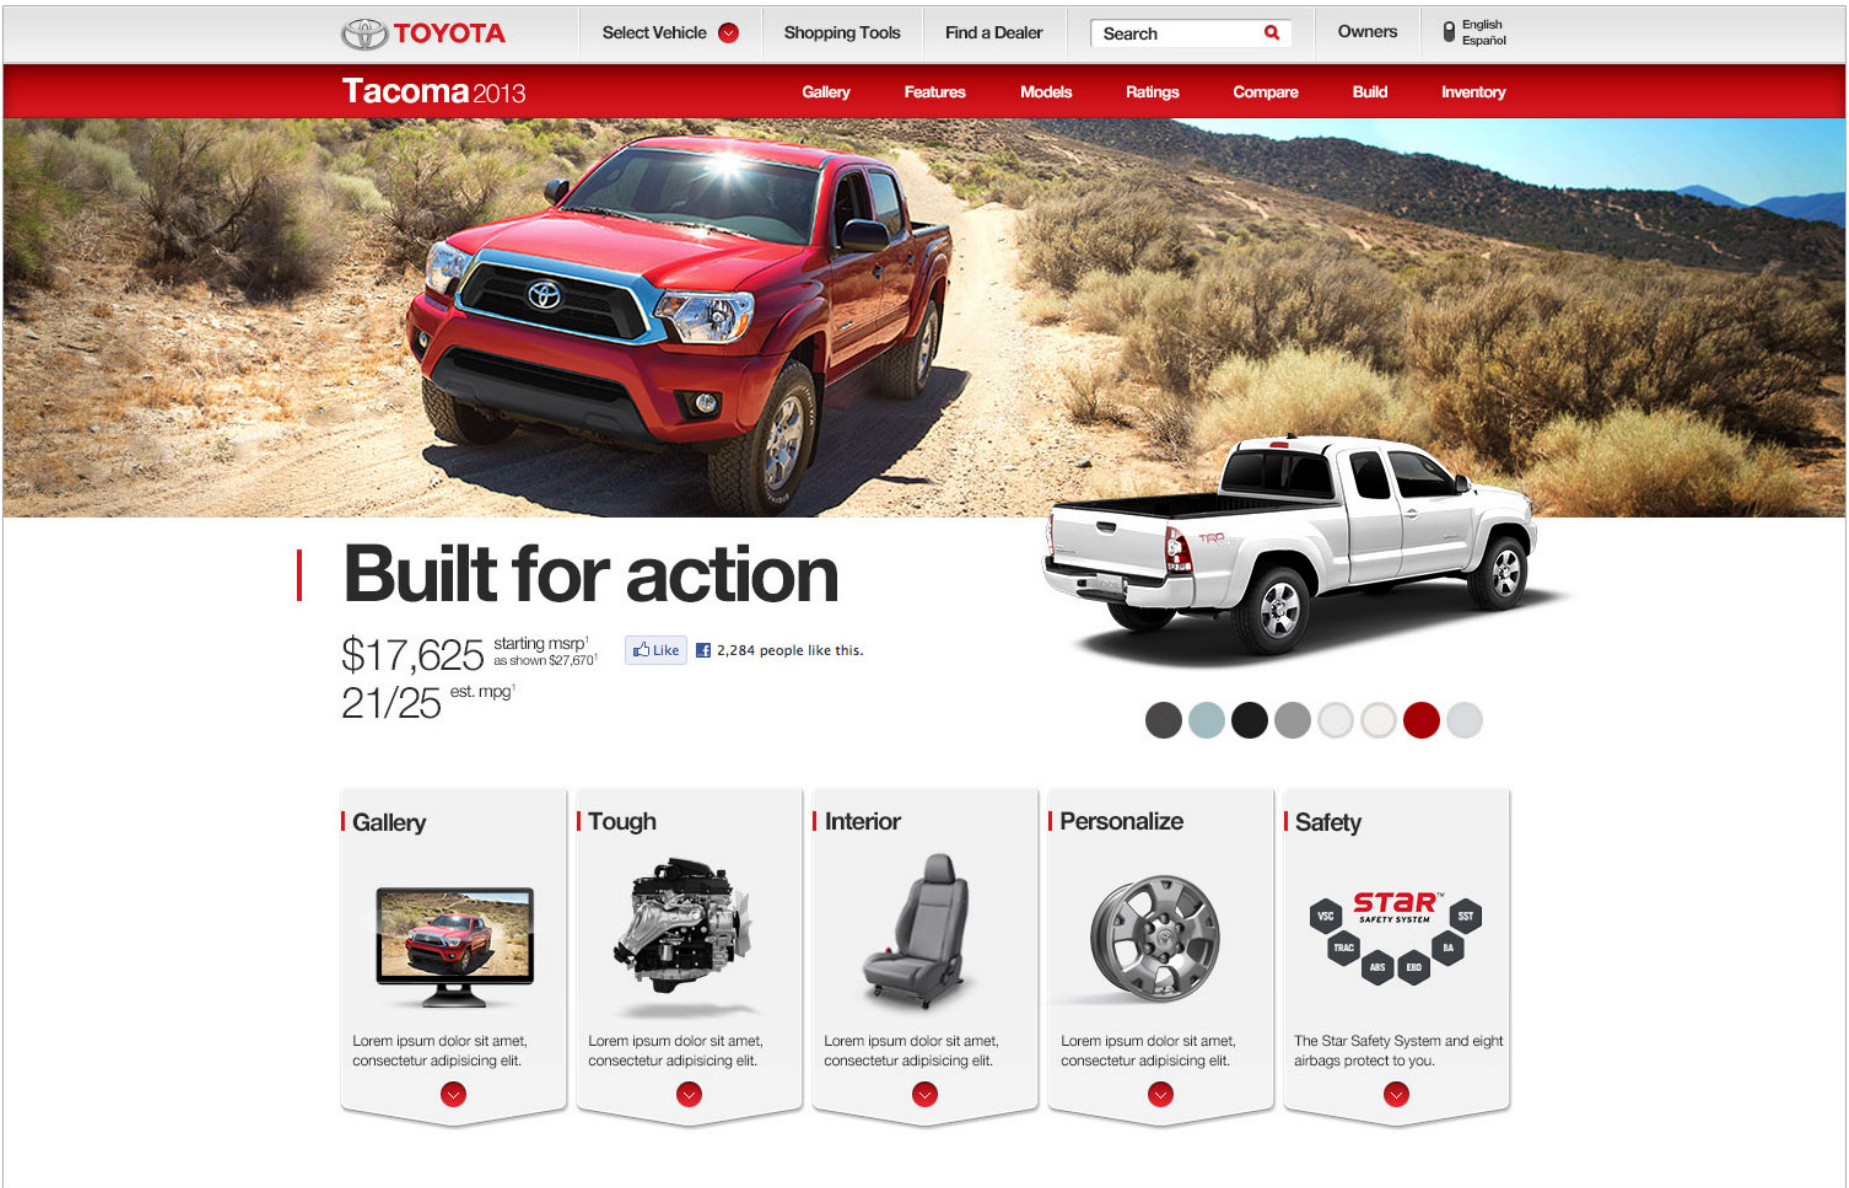 TOYOTA
Select Vehicle
Shopping Tools
Find a Dealer
Search
Owners
English
Español
Tacoma 2013
Gallery
Features
Models
Ratings
Compare
Build
Inventory
TRD
Built for action
$17,625 starting msrp†
as shown $27,670†
Like
2,284 people like this.
21/25 est. mpg†
Gallery
Tough
Interior
Personalize
Safety
STAR™
SAFETY SYSTEM
VSC
SST
TRAC
BA
ABS
EBD
Lorem ipsum dolor sit amet,
consectetur adipisicing elit.
Lorem ipsum dolor sit amet,
consectetur adipisicing elit.
Lorem ipsum dolor sit amet,
consectetur adipisicing elit.
Lorem ipsum dolor sit amet,
consectetur adipisicing elit.
The Star Safety System and eight
airbags protect to you.